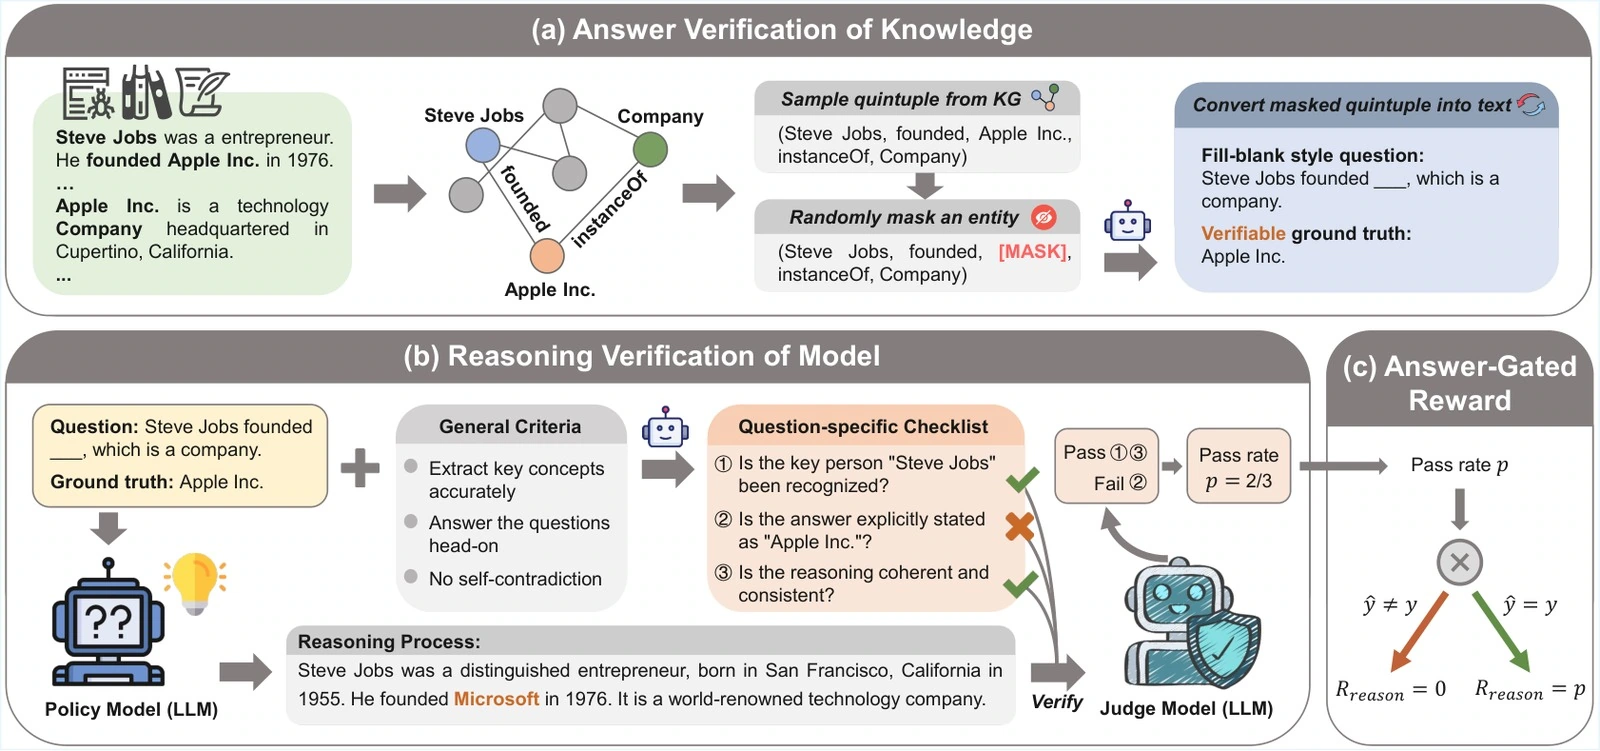 (a) Answer Verification of Knowledge
Steve Jobs was a entrepreneur.
He founded Apple Inc. in 1976.
...
Apple Inc. is a technology
Company headquartered in
Cupertino, California.
...
Steve Jobs
Company
founded
instanceOf
Apple Inc.
Sample quintuple from KG
(Steve Jobs, founded, Apple Inc.,
instanceOf, Company)
Randomly mask an entity
(Steve Jobs, founded, [MASK],
instanceOf, Company)
Convert masked quintuple into text
Fill-blank style question:
Steve Jobs founded ___, which is a
company.
Verifiable ground truth:
Apple Inc.
(b) Reasoning Verification of Model
Question: Steve Jobs founded
___, which is a company.
Ground truth: Apple Inc.
??
Policy Model (LLM)
General Criteria
Extract key concepts
accurately
Answer the questions
head-on
No self-contradiction
Question-specific Checklist
① Is the key person "Steve Jobs"
been recognized?
② Is the answer explicitly stated
as "Apple Inc."?
③ Is the reasoning coherent and
consistent?
Reasoning Process:
Steve Jobs was a distinguished entrepreneur, born in San Francisco, California in
1955. He founded Microsoft in 1976. It is a world-renowned technology company.
Verify
Pass ①③
Fail ②
Pass rate
p = 2/3
Judge Model (LLM)
(c) Answer-Gated
Reward
Pass rate p
ŷ ≠ y
ŷ = y
R_reason = 0
R_reason = p